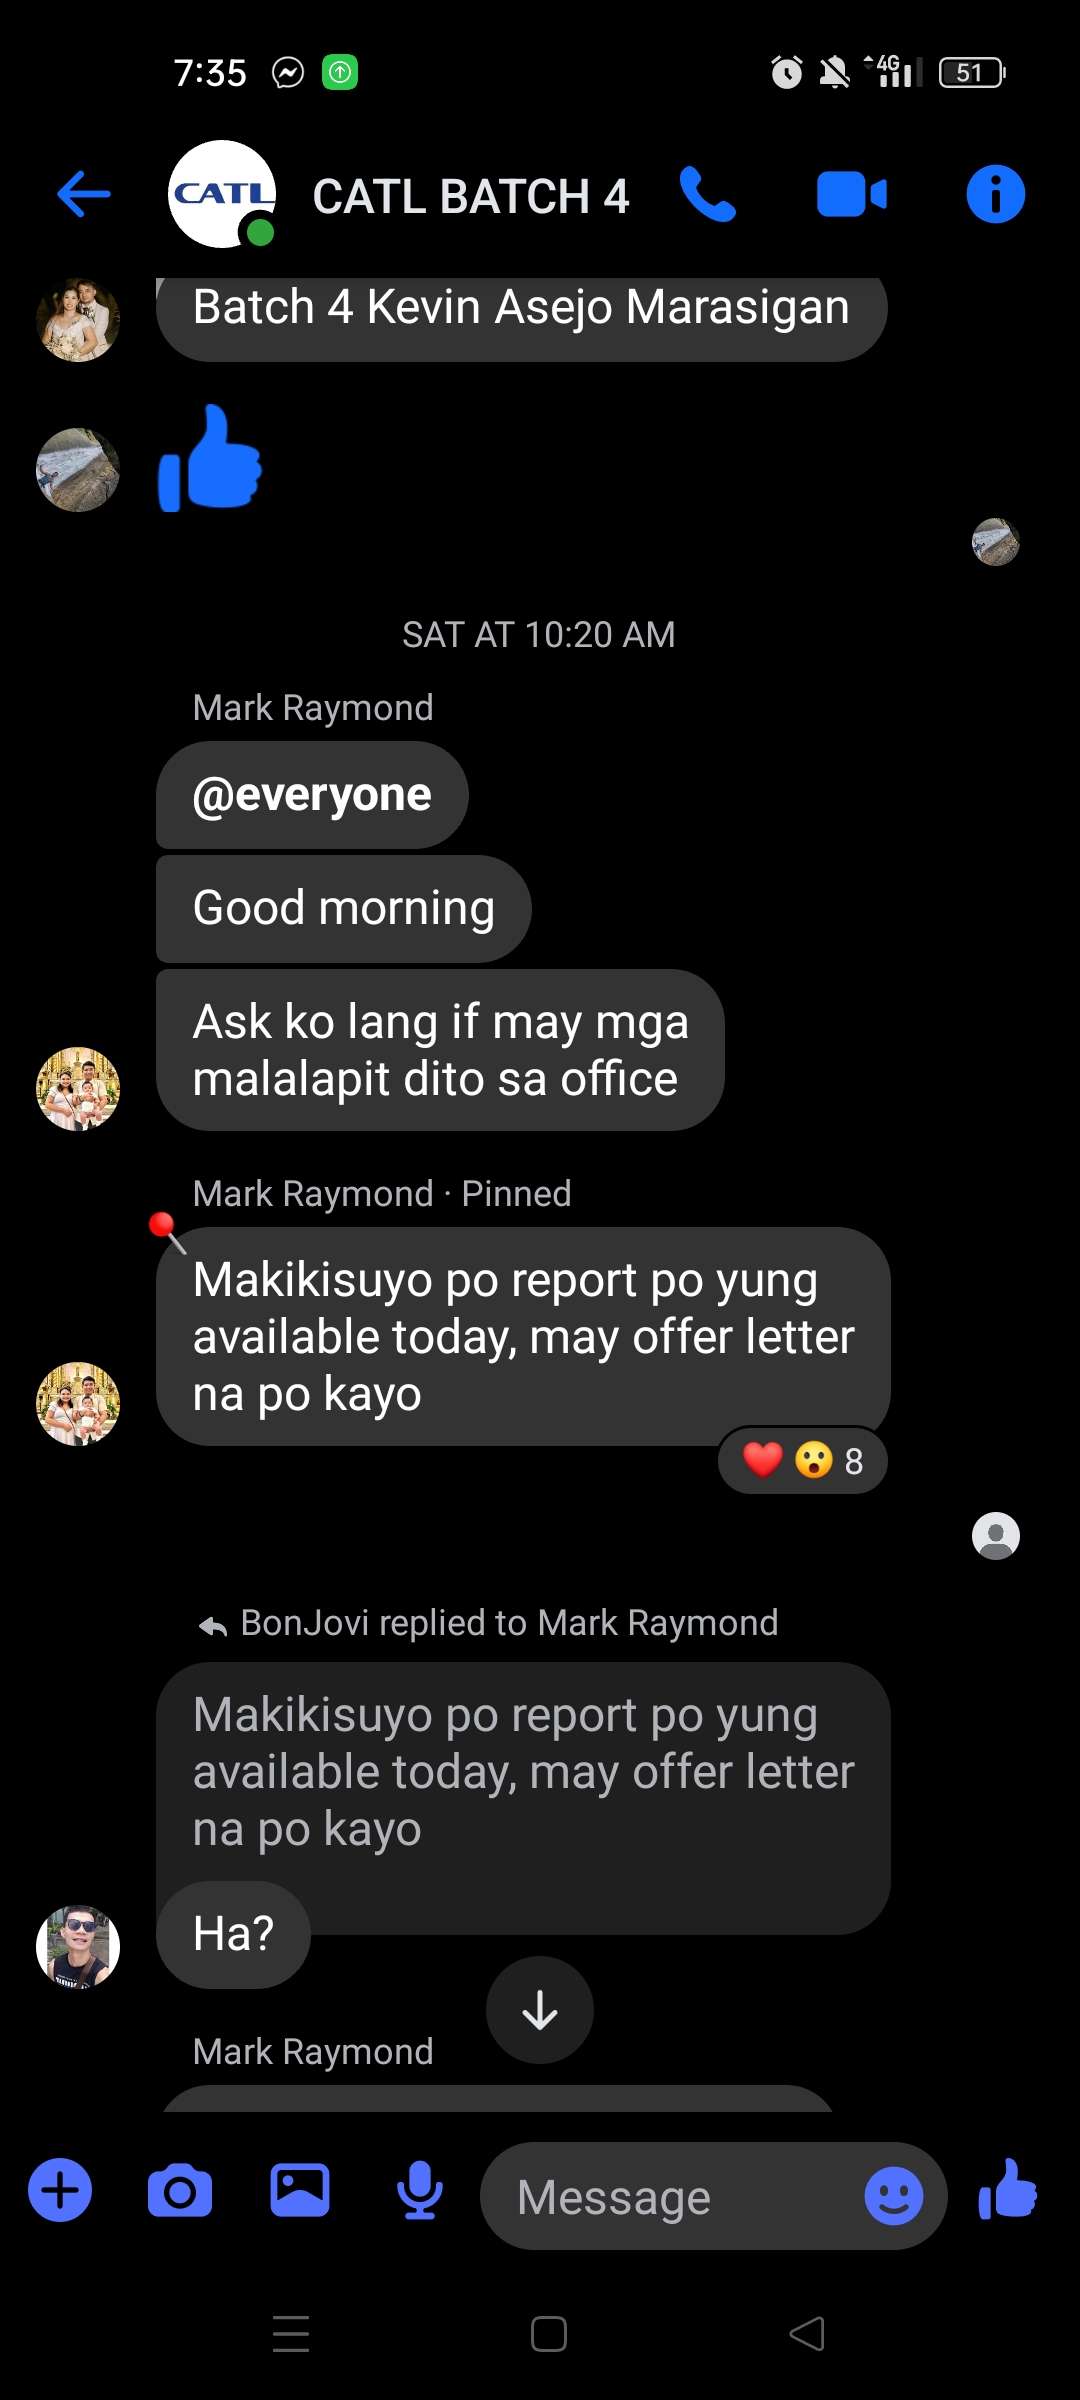 7:35
4G
51
CATL
CATL BATCH 4
Batch 4 Kevin Asejo Marasigan
SAT AT 10:20 AM
Mark Raymond
@everyone
Good morning
Ask ko lang if may mga
malalapit dito sa office
Mark Raymond · Pinned
Makikisuyo po report po yung
available today, may offer letter
na po kayo
8
BonJovi replied to Mark Raymond
Makikisuyo po report po yung
available today, may offer letter
na po kayo
Ha?
Mark Raymond
Message